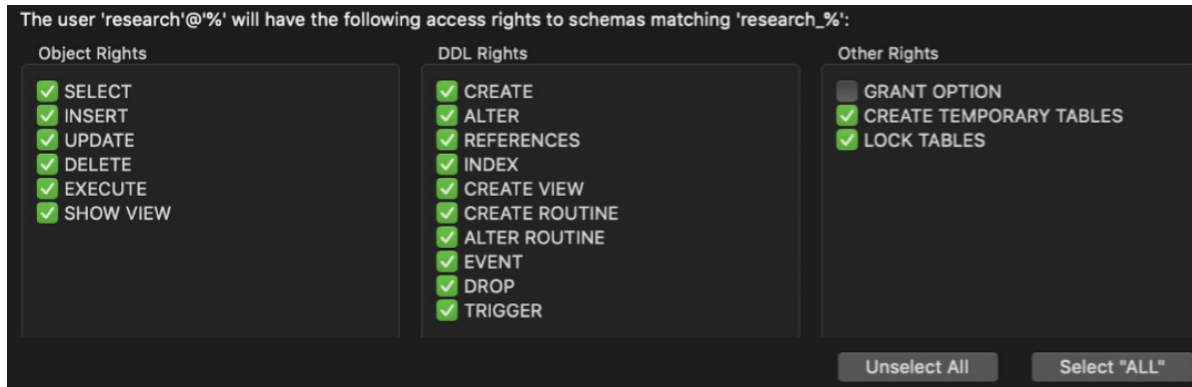 The user 'research'@'%' will have the following access rights to schemas matching 'research_%':
Object Rights
SELECT
INSERT
UPDATE
DELETE
EXECUTE
SHOW VIEW
DDL Rights
CREATE
ALTER
REFERENCES
INDEX
CREATE VIEW
CREATE ROUTINE
ALTER ROUTINE
EVENT
DROP
TRIGGER
Other Rights
GRANT OPTION
CREATE TEMPORARY TABLES
LOCK TABLES
Unselect All
Select "ALL"